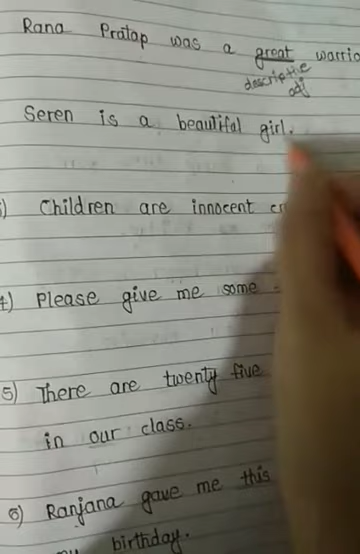 Rana Pratap was a great warrio
descriptive
adj
Seren is a beautiful girl.
) Children are innocent cr
4) Please give me some
5) There are twenty five
in our class.
6) Ranjana gave me this
birthday.